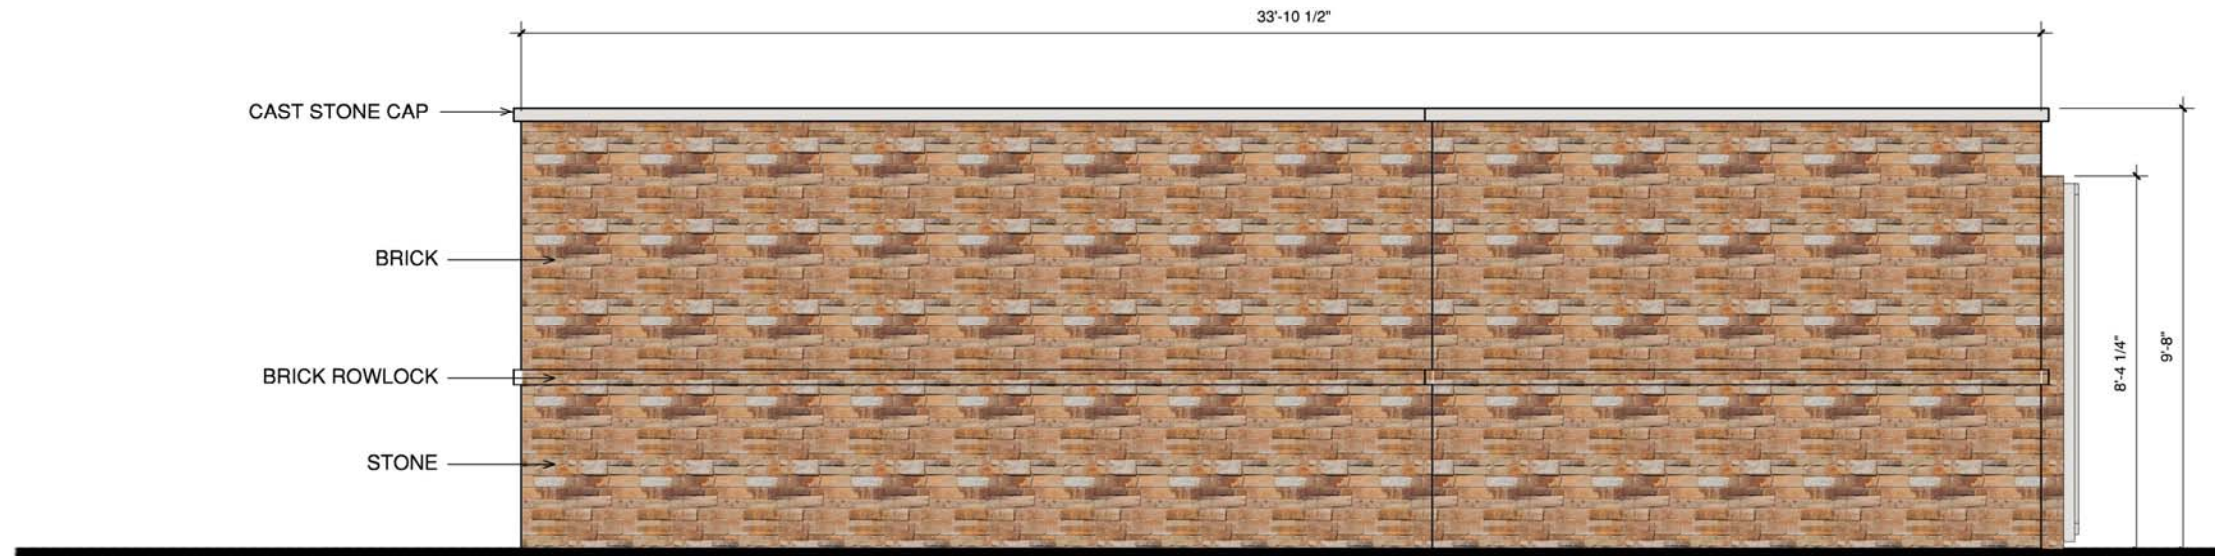 33'-10 1/2"
CAST STONE CAP
BRICK
BRICK ROWLOCK
STONE
8'-4 1/4"
9'-8"